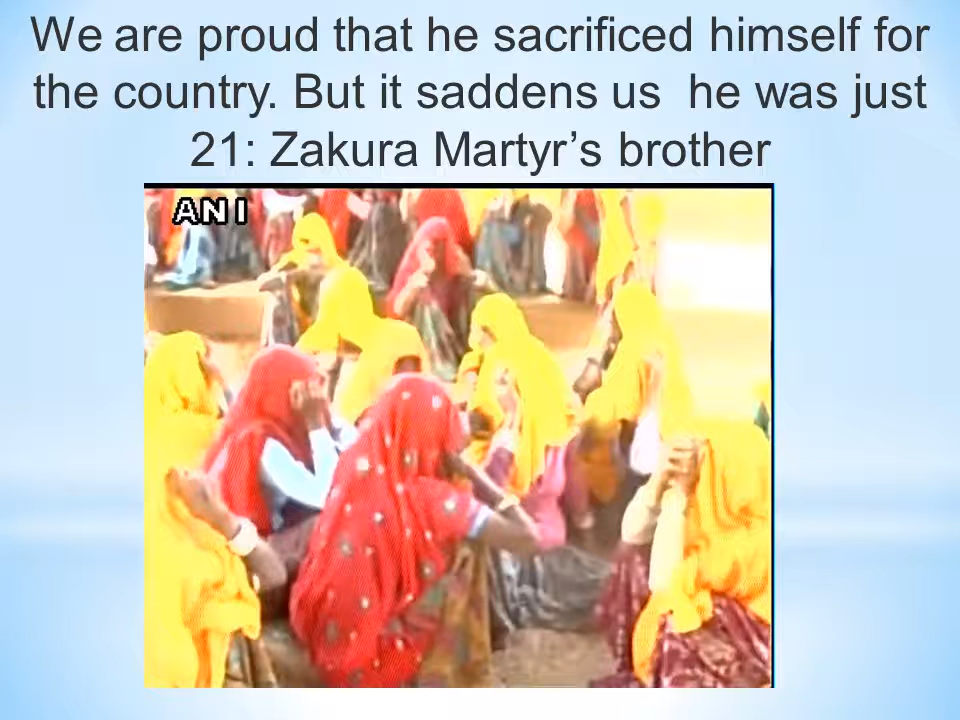 We are proud that he sacrificed himself for
the country. But it saddens us  he was just
21: Zakura Martyr’s brother
ANI